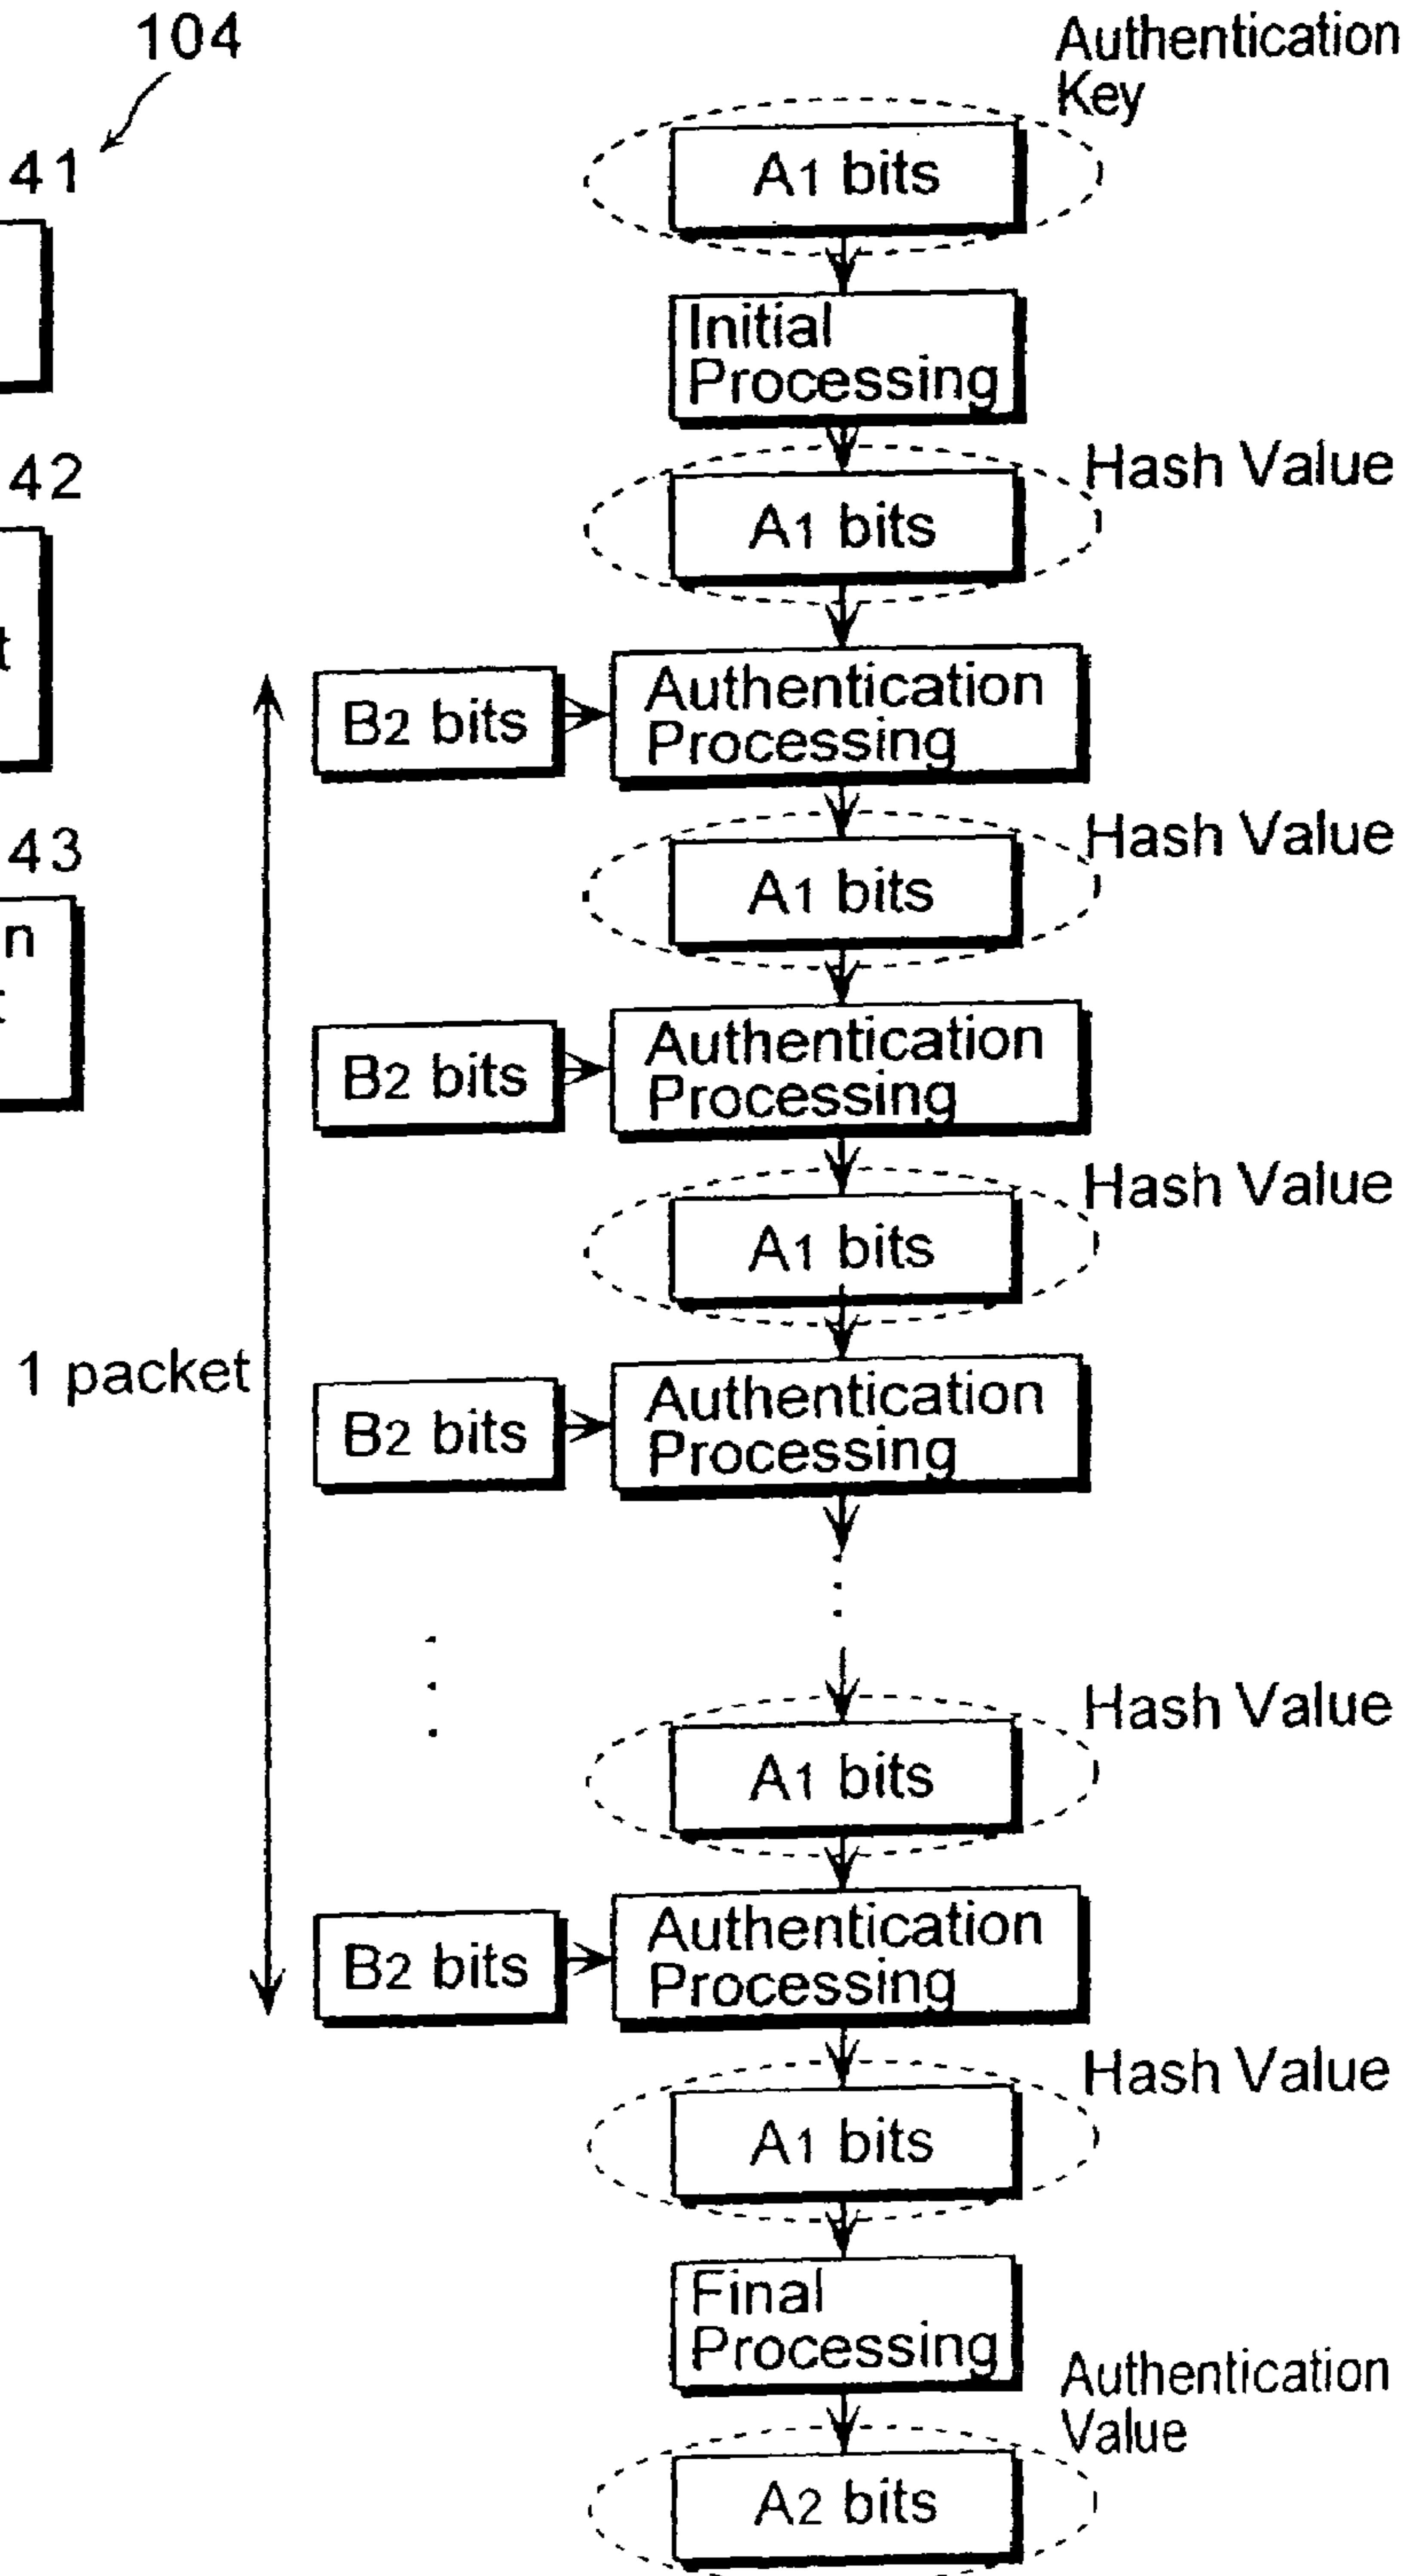 104
Authentication
Key
41
A1 bits
Initial
Processing
42
Hash Value
A1 bits
t
B2 bits
Authentication
Processing
43
Hash Value
A1 bits
n
B2 bits
Authentication
Processing
Hash Value
A1 bits
1 packet
B2 bits
Authentication
Processing
Hash Value
A1 bits
B2 bits
Authentication
Processing
Hash Value
A1 bits
Final
Processing
Authentication
Value
A2 bits